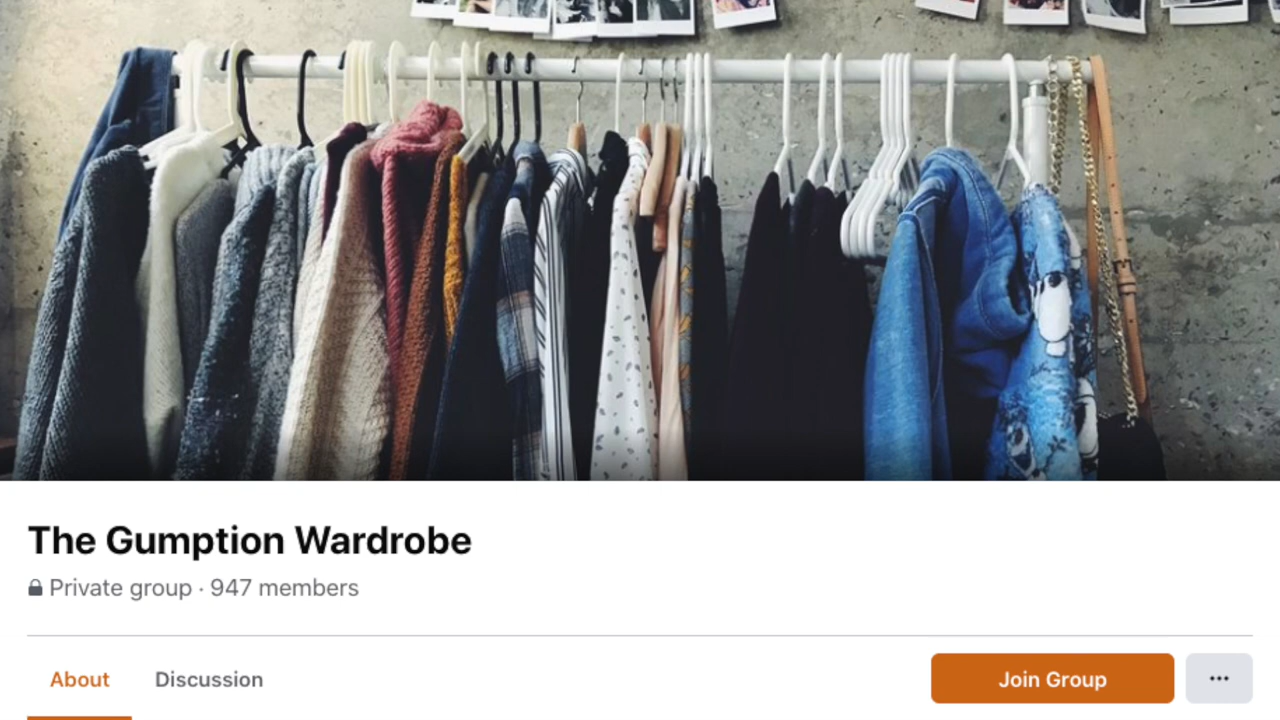 The Gumption Wardrobe
Private group · 947 members
About Discussion Join Group ...